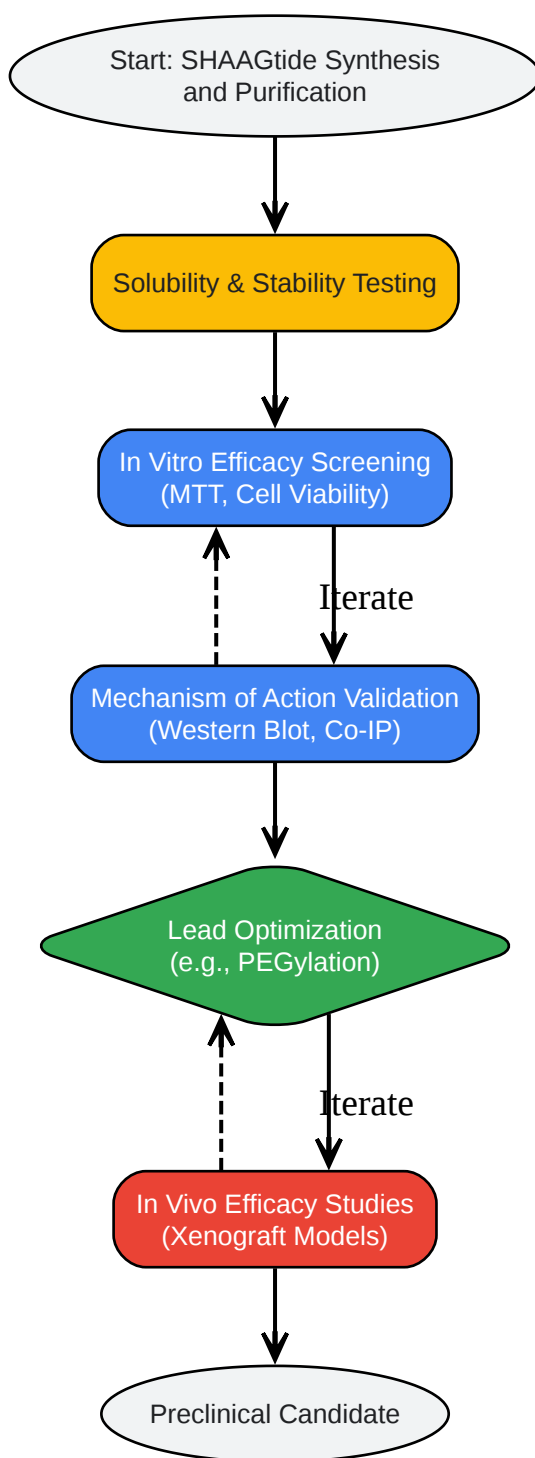 Start: SHAAGtide Synthesis
and Purification
Solubility & Stability Testing
In Vitro Efficacy Screening
(MTT, Cell Viability)
Iterate
Mechanism of Action Validation
(Western Blot, Co-IP)
Lead Optimization
(e.g., PEGylation)
Iterate
In Vivo Efficacy Studies
(Xenograft Models)
Preclinical Candidate